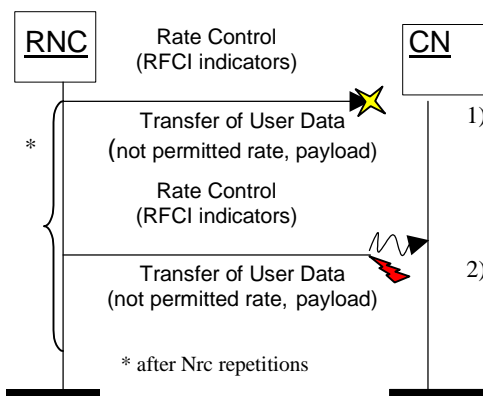 RNC
CN
Rate Control
(RFCI indicators)
1)
Transfer of User Data
(not permitted rate, payload)
*
Rate Control
(RFCI indicators)
2)
Transfer of User Data
(not permitted rate, payload)
* after Nrc repetitions